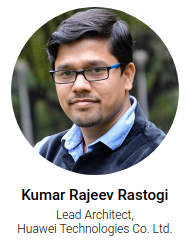 Kumar Rajeev Rastogi
Lead Architect,
Huawei Technologies Co. Ltd.